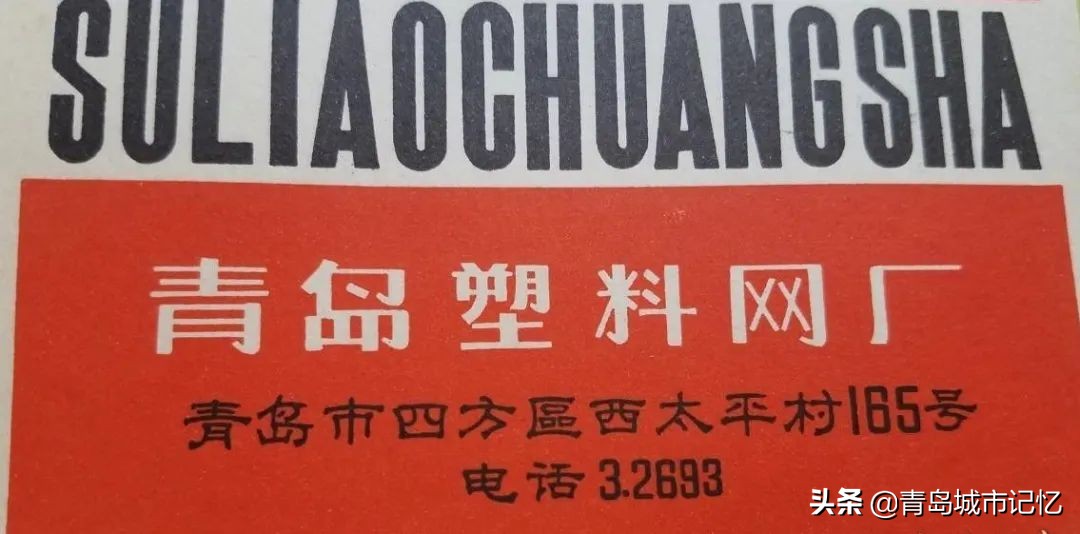 SULIAOCHUANGSHA
青岛塑料网厂
青岛市四方區西太平村165号
电话 3.2693
头条 @青岛城市记忆